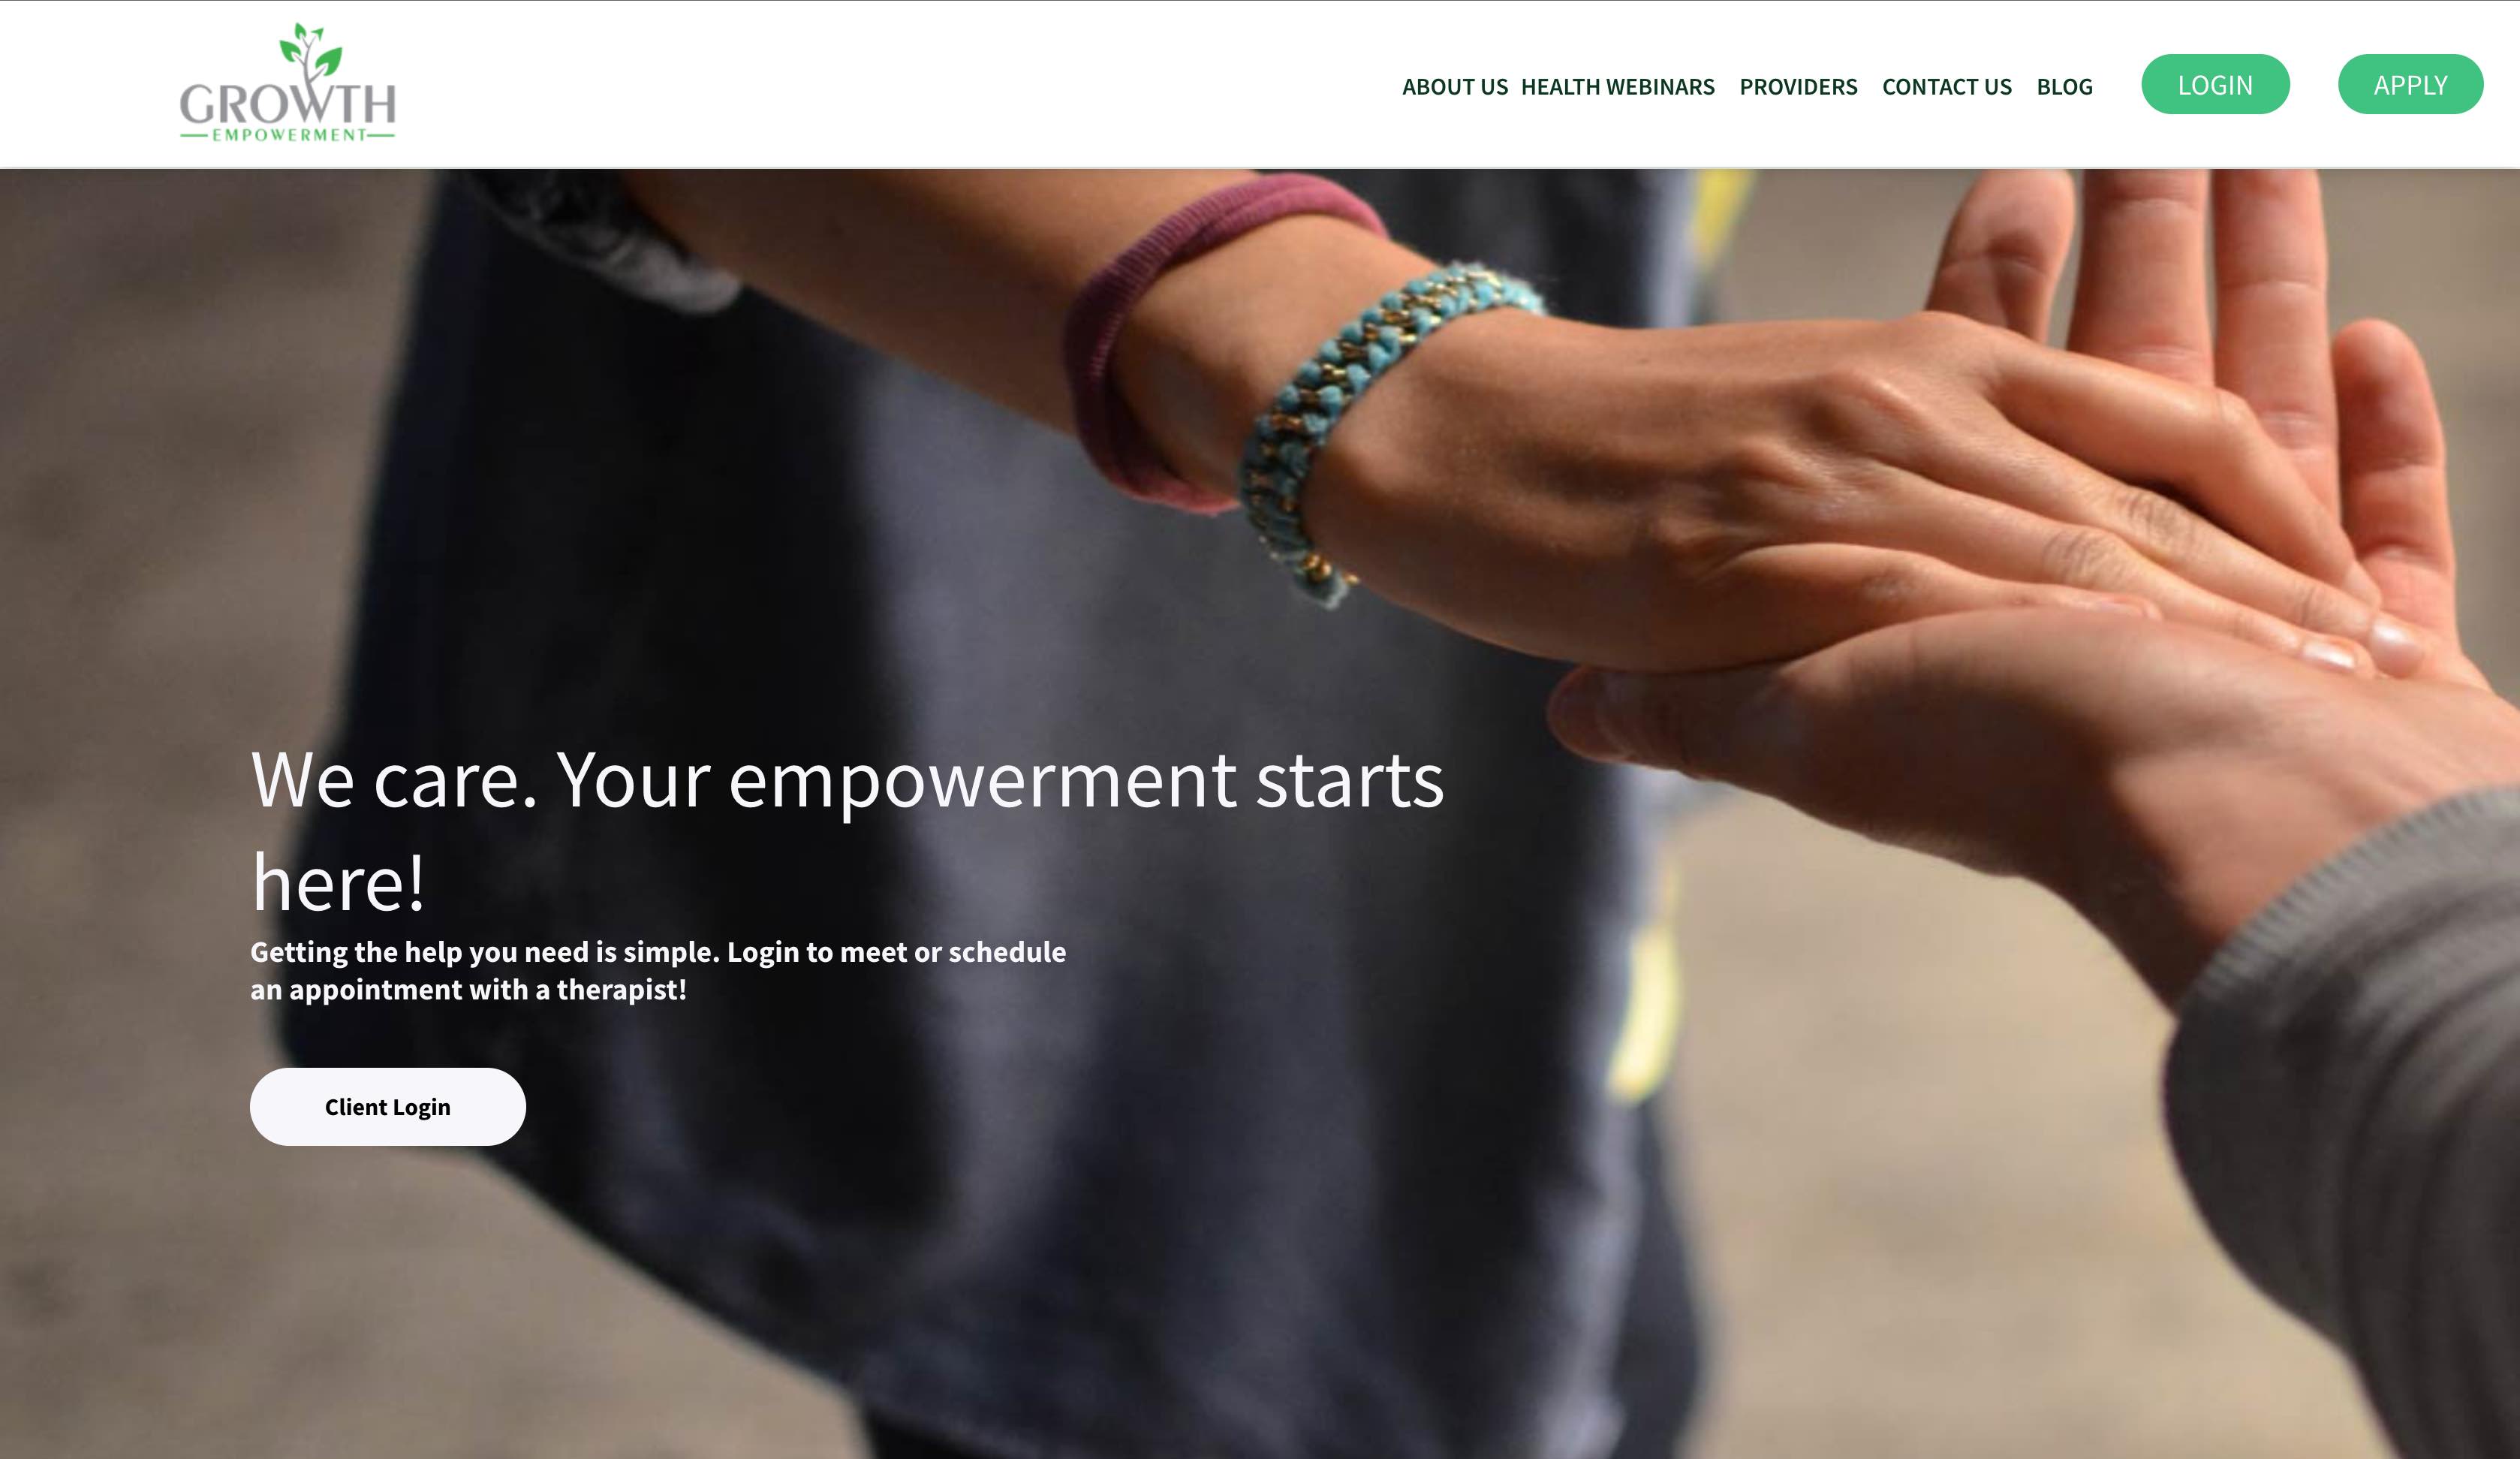 GROWTH
EMPOWERMENT
ABOUT US HEALTH WEBINARS PROVIDERS CONTACT US BLOG LOGIN APPLY
We care. Your empowerment starts
here!
Getting the help you need is simple. Login to meet or schedule
an appointment with a therapist!
Client Login